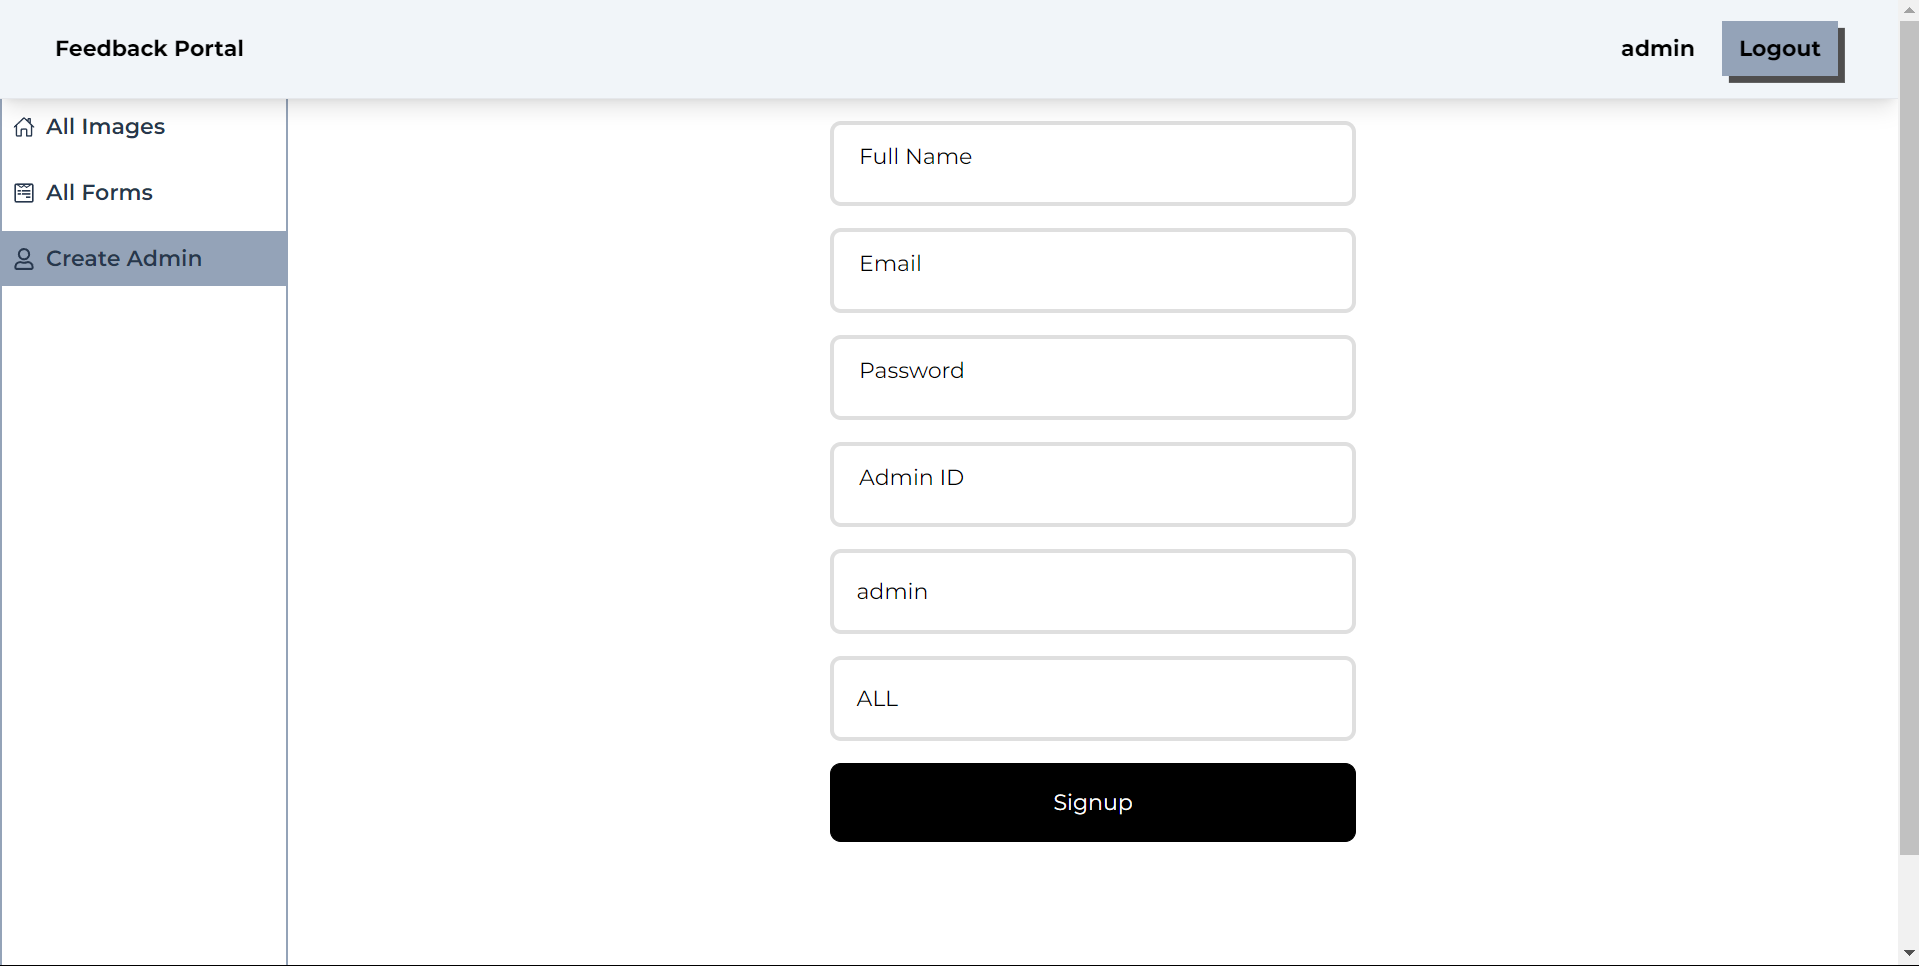 Feedback Portal
admin
Logout
All Images
All Forms
Create Admin
Full Name
Email
Password
Admin ID
admin
ALL
Signup